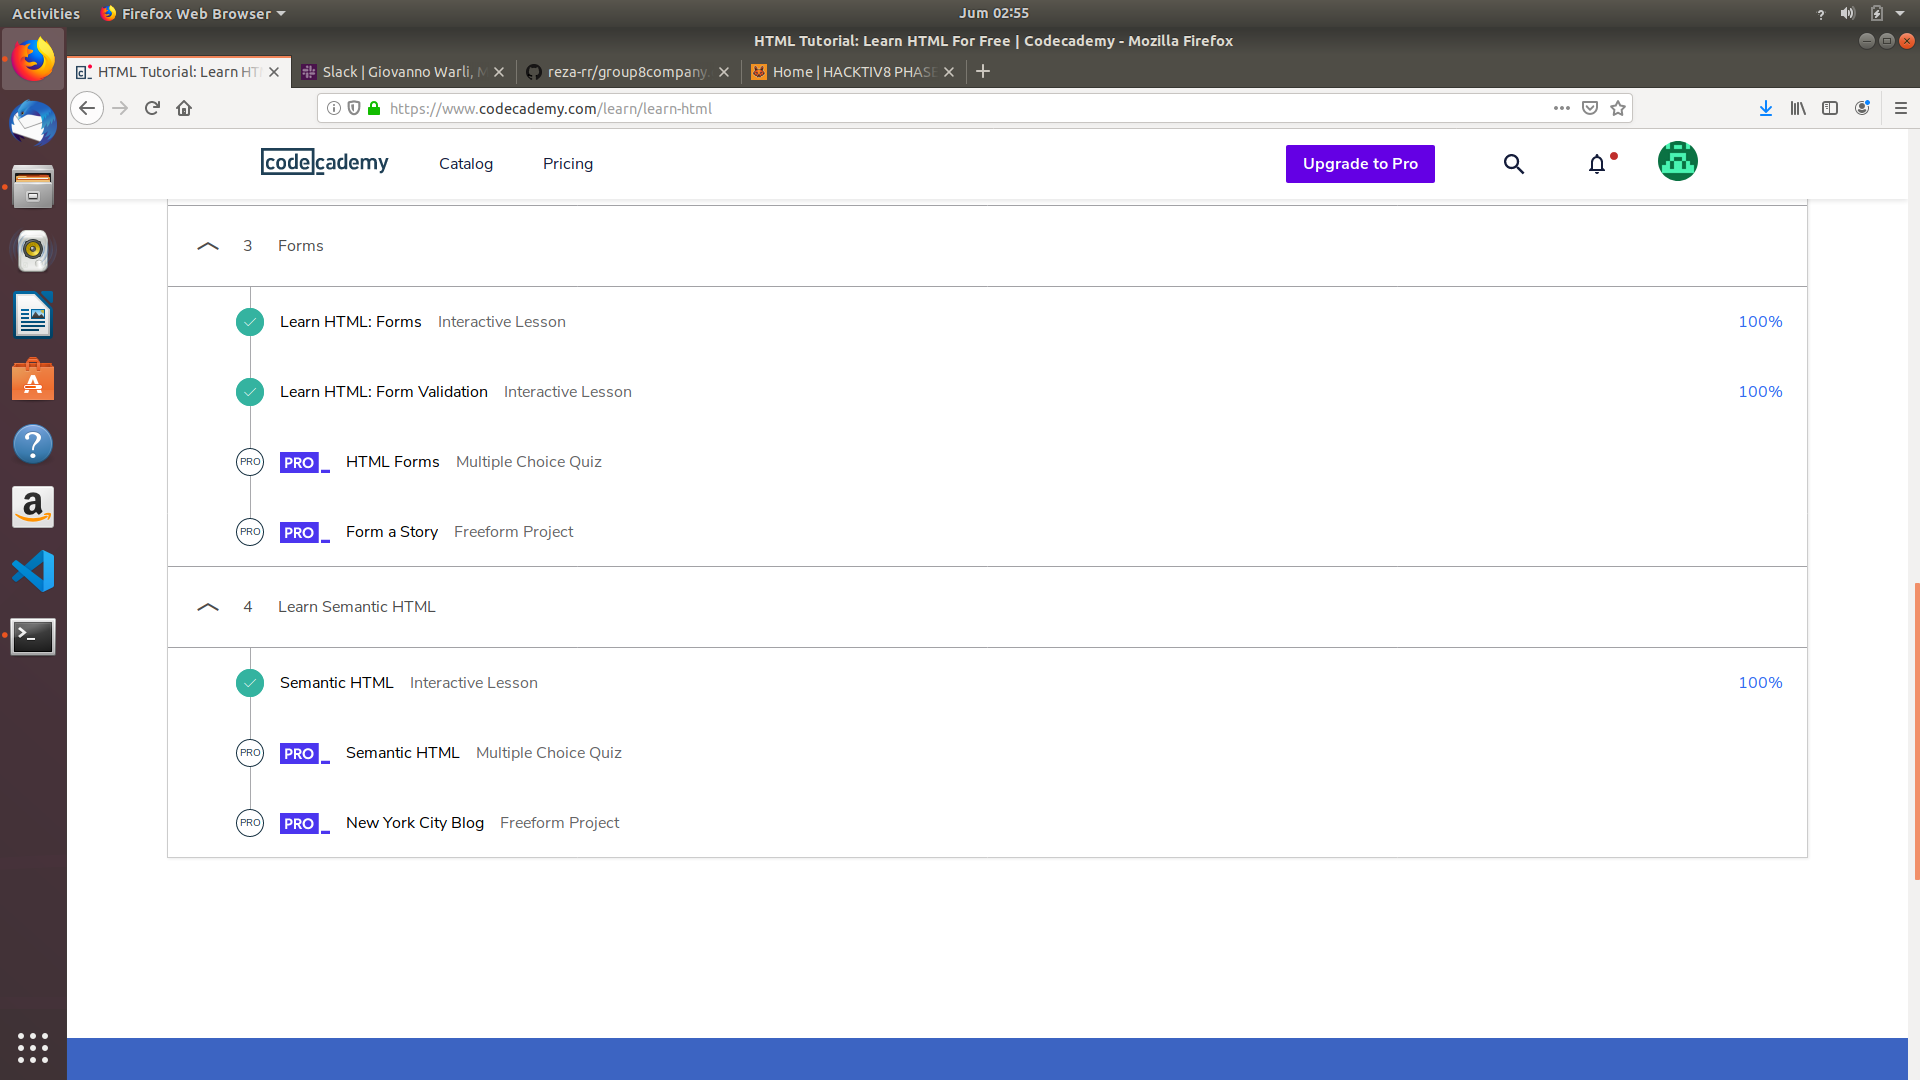 Activities Firefox Web Browser Jum 02:55
HTML Tutorial: Learn HTML For Free | Codecademy - Mozilla Firefox
HTML Tutorial: Learn HT Slack | Giovanno Warli, M reza-rr/group8company. Home | HACKTIV8 PHASE
https://www.codecademy.com/learn/learn-html
codecademy Catalog Pricing Upgrade to Pro
3 Forms
Learn HTML: Forms Interactive Lesson 100%
Learn HTML: Form Validation Interactive Lesson 100%
PRO PRO_ HTML Forms Multiple Choice Quiz
PRO PRO_ Form a Story Freeform Project
4 Learn Semantic HTML
Semantic HTML Interactive Lesson 100%
PRO PRO_ Semantic HTML Multiple Choice Quiz
PRO PRO_ New York City Blog Freeform Project